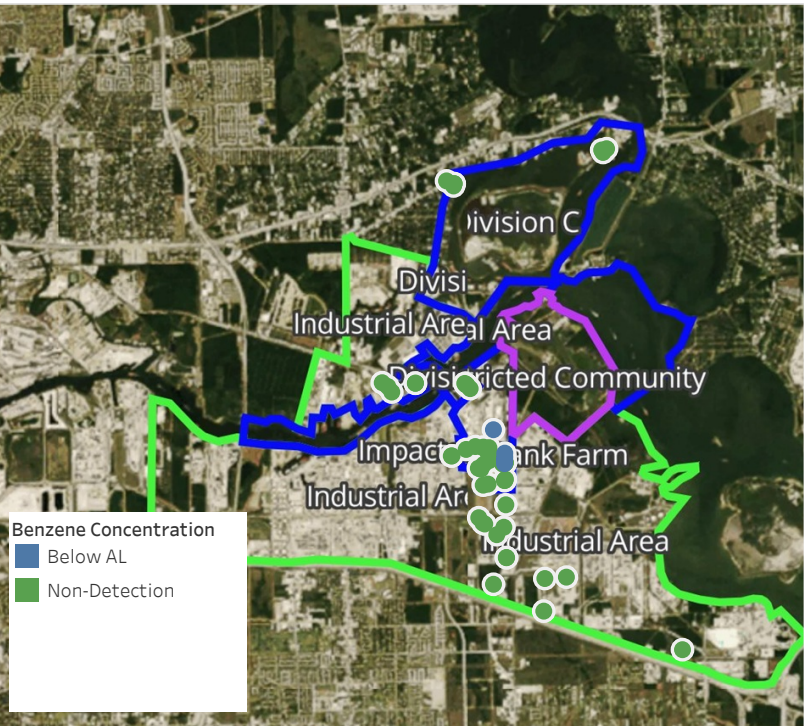 Division C
Divisi
Industrial Area
al Area
Divisi
ricted Community
Impact
ank Farm
Industrial Ar
Industrial Area
Benzene Concentration
Below AL
Non-Detection